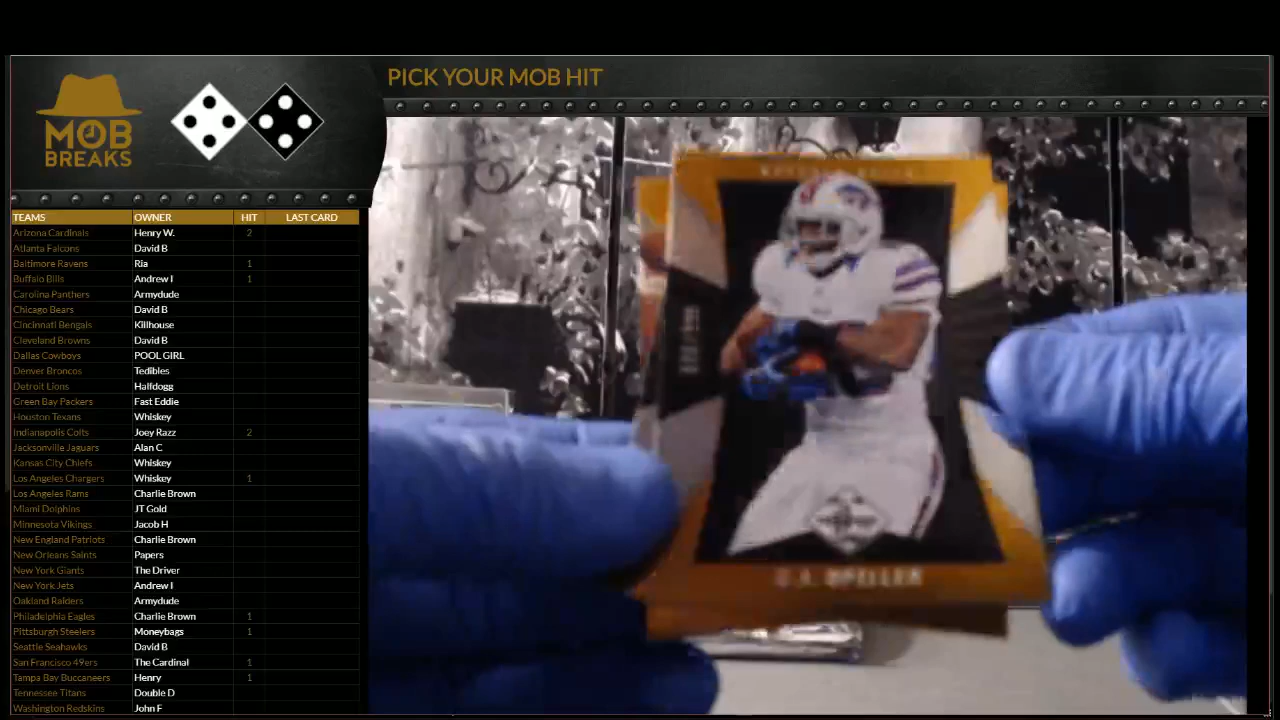 PICK YOUR MOB HIT
MOB
BREAKS
TEAMS OWNER HIT LAST CARD
Arizona Cardinals Henry W. 2
Atlanta Falcons David B
Baltimore Ravens Ria 1
Buffalo Bills Andrew I 1
Carolina Panthers Armydude
Chicago Bears David B
Cincinnati Bengals Killhouse
Cleveland Browns David B
Dallas Cowboys POOL GIRL
Denver Broncos Tedibles
Detroit Lions Halfdogg
Green Bay Packers Fast Eddie
Houston Texans Whiskey
Indianapolis Colts Joey Razz 2
Jacksonville Jaguars Alan C
Kansas City Chiefs Whiskey
Los Angeles Chargers Whiskey 1
Los Angeles Rams Charlie Brown
Miami Dolphins JT Gold
Minnesota Vikings Jacob H
New England Patriots Charlie Brown
New Orleans Saints Papers
New York Giants The Driver
New York Jets Andrew I
Oakland Raiders Armydude
Philadelphia Eagles Charlie Brown 1
Pittsburgh Steelers Moneybags 1
Seattle Seahawks David B
San Francisco 49ers The Cardinal 1
Tampa Bay Buccaneers Henry 1
Tennessee Titans Double D
Washington Redskins John F